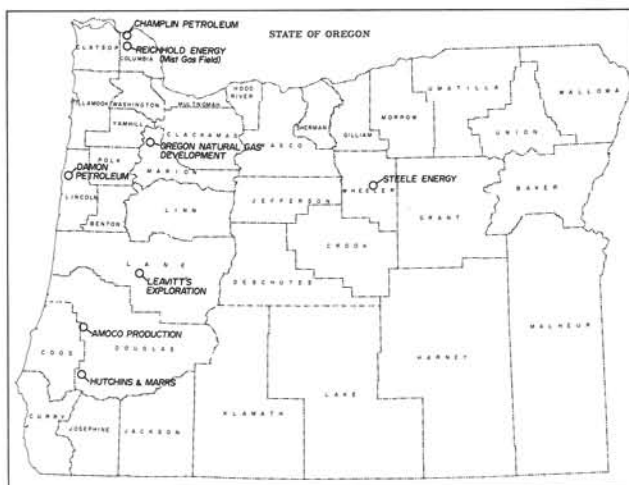 STATE OF OREGON
CHAMPLIN PETROLEUM
REICHHOLD ENERGY
(Mist Gas Field)
CLATSOP
COLUMBIA
TILLAMOOK
WASHINGTON
MULTNOMAH
HOOD
RIVER
SHERMAN
GILLIAM
MORROW
UMATILLA
UNION
WALLOWA
YAMHILL
CLACKAMAS
WASCO
OREGON NATURAL GAS
DEVELOPMENT
POLK
MARION
DAMON
PETROLEUM
LINCOLN
BENTON
LINN
JEFFERSON
WHEELER
STEELE ENERGY
GRANT
BAKER
CROOK
LANE
LEAVITT'S
EXPLORATION
DESCHUTES
AMOCO PRODUCTION
COOS
DOUGLAS
HUTCHINS & MARRS
HARNEY
MALHEUR
LAKE
KLAMATH
CURRY
JOSEPHINE
JACKSON